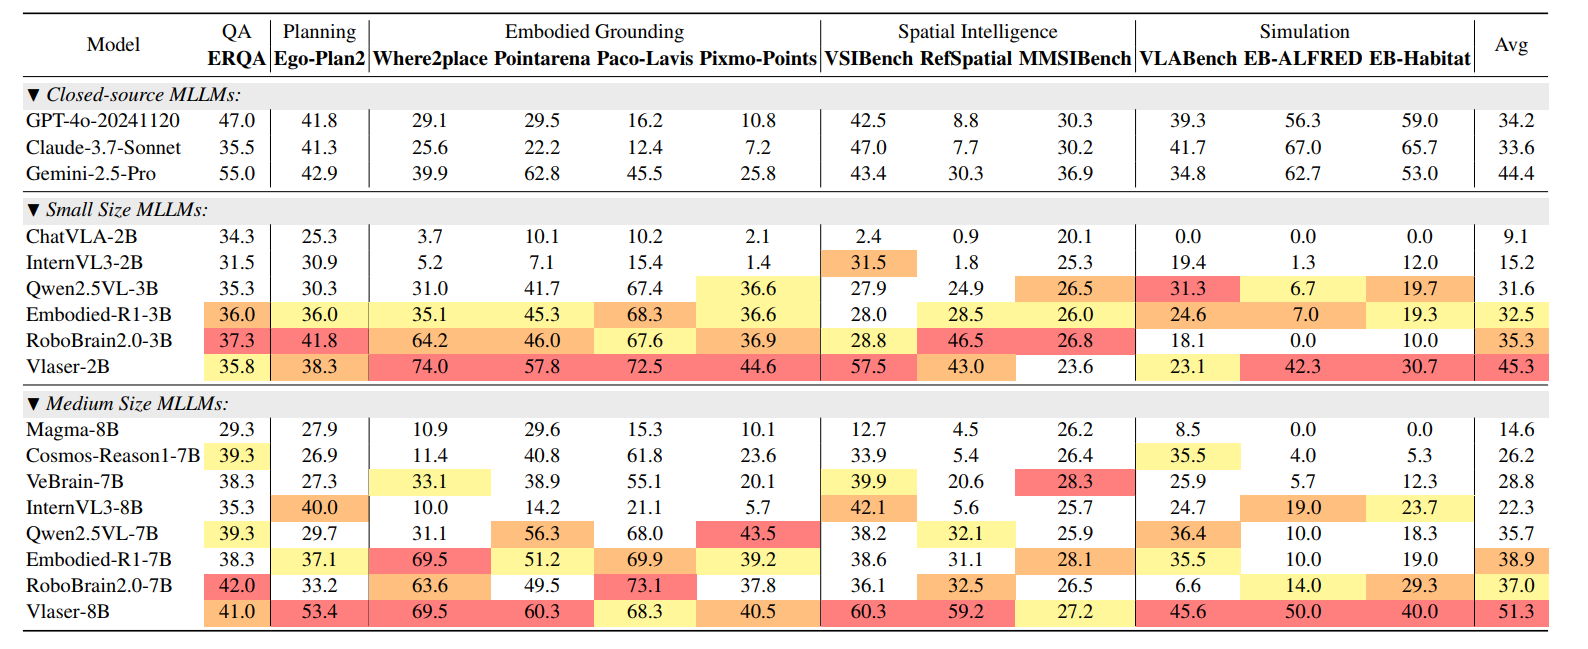 Model QA Planning Embodied Grounding Spatial Intelligence Simulation Avg
ERQA Ego-Plan2 Where2place Pointarena Paco-Lavis Pixmo-Points VSIBench RefSpatial MMSIBench VLABench EB-ALFRED EB-Habitat
▼ Closed-source MLLMs:
GPT-4o-20241120 47.0 41.8 29.1 29.5 16.2 10.8 42.5 8.8 30.3 39.3 56.3 59.0 34.2
Claude-3.7-Sonnet 35.5 41.3 25.6 22.2 12.4 7.2 47.0 7.7 30.2 41.7 67.0 65.7 33.6
Gemini-2.5-Pro 55.0 42.9 39.9 62.8 45.5 25.8 43.4 30.3 36.9 34.8 62.7 53.0 44.4
▼ Small Size MLLMs:
ChatVLA-2B 34.3 25.3 3.7 10.1 10.2 2.1 2.4 0.9 20.1 0.0 0.0 0.0 9.1
InternVL3-2B 31.5 30.9 5.2 7.1 15.4 1.4 31.5 1.8 25.3 19.4 1.3 12.0 15.2
Qwen2.5VL-3B 35.3 30.3 31.0 41.7 67.4 36.6 27.9 24.9 26.5 31.3 6.7 19.7 31.6
Embodied-R1-3B 36.0 36.0 35.1 45.3 68.3 36.6 28.0 28.5 26.0 24.6 7.0 19.3 32.5
RoboBrain2.0-3B 37.3 41.8 64.2 46.0 67.6 36.9 28.8 46.5 26.8 18.1 0.0 10.0 35.3
Vlaser-2B 35.8 38.3 74.0 57.8 72.5 44.6 57.5 43.0 23.6 23.1 42.3 30.7 45.3
▼ Medium Size MLLMs:
Magma-8B 29.3 27.9 10.9 29.6 15.3 10.1 12.7 4.5 26.2 8.5 0.0 0.0 14.6
Cosmos-Reason1-7B 39.3 26.9 11.4 40.8 61.8 23.6 33.9 5.4 26.4 35.5 4.0 5.3 26.2
VeBrain-7B 38.3 27.3 33.1 38.9 55.1 20.1 39.9 20.6 28.3 25.9 5.7 12.3 28.8
InternVL3-8B 35.3 40.0 10.0 14.2 21.1 5.7 42.1 5.6 25.7 24.7 19.0 23.7 22.3
Qwen2.5VL-7B 39.3 29.7 31.1 56.3 68.0 43.5 38.2 32.1 25.9 36.4 10.0 18.3 35.7
Embodied-R1-7B 38.3 37.1 69.5 51.2 69.9 39.2 38.6 31.1 28.1 35.5 10.0 19.0 38.9
RoboBrain2.0-7B 42.0 33.2 63.6 49.5 73.1 37.8 36.1 32.5 26.5 6.6 14.0 29.3 37.0
Vlaser-8B 41.0 53.4 69.5 60.3 68.3 40.5 60.3 59.2 27.2 45.6 50.0 40.0 51.3